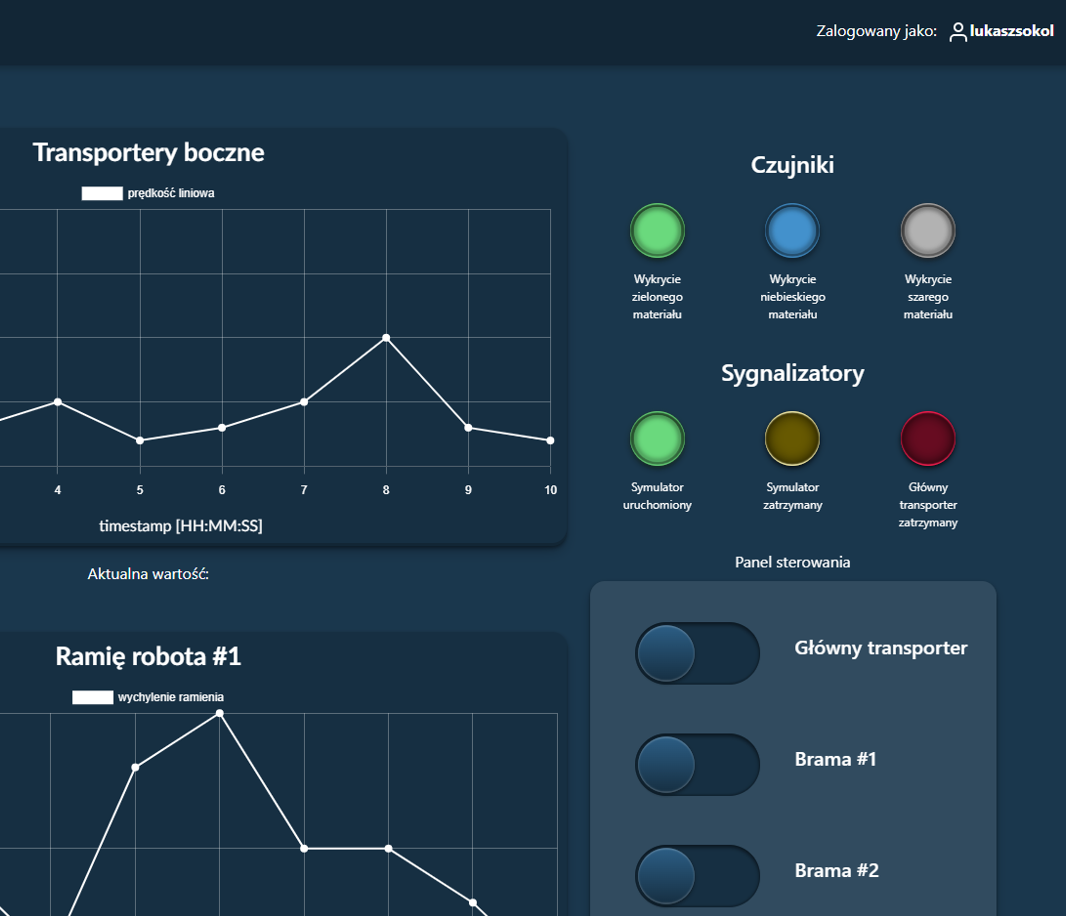 Zalogowany jako: lukaszsokol
Transportery boczne
prędkość liniowa
4 5 6 7 8 9 10
timestamp [HH:MM:SS]
Aktualna wartość:
Ramię robota #1
wychylenie ramienia
Czujniki
Wykrycie
zielonego
materiału
Wykrycie
niebieskiego
materiału
Wykrycie
szarego
materiału
Sygnalizatory
Symulator
uruchomiony
Symulator
zatrzymany
Główny
transporter
zatrzymany
Panel sterowania
Główny transporter
Brama #1
Brama #2